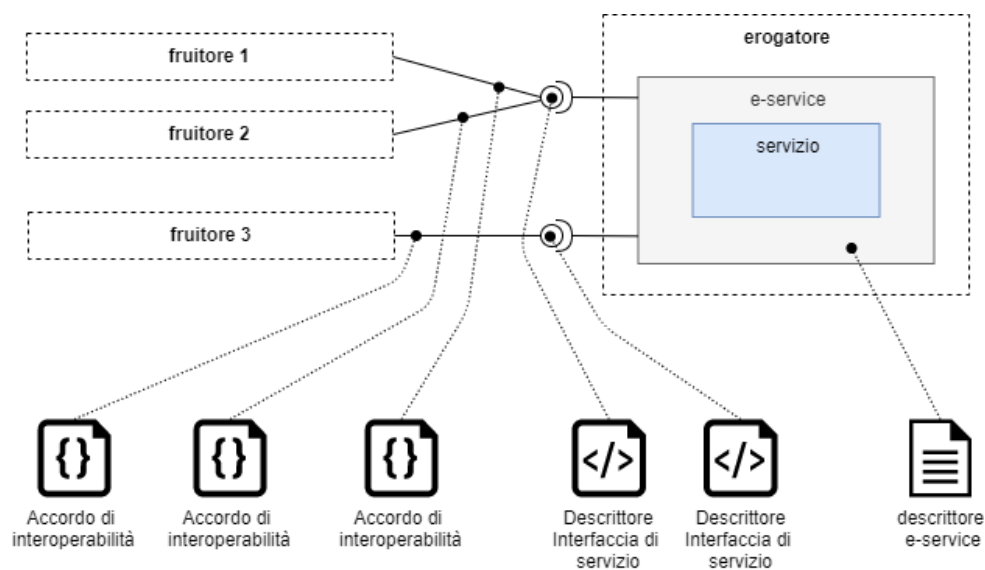 fruitore 1
fruitore 2
fruitore 3
erogatore
e-service
servizio
{}
Accordo di
interoperabilità
{}
Accordo di
interoperabilità
{}
Accordo di
interoperabilità
</>
Descrittore
Interfaccia di
servizio
</>
Descrittore
Interfaccia di
servizio
descrittore
e-service